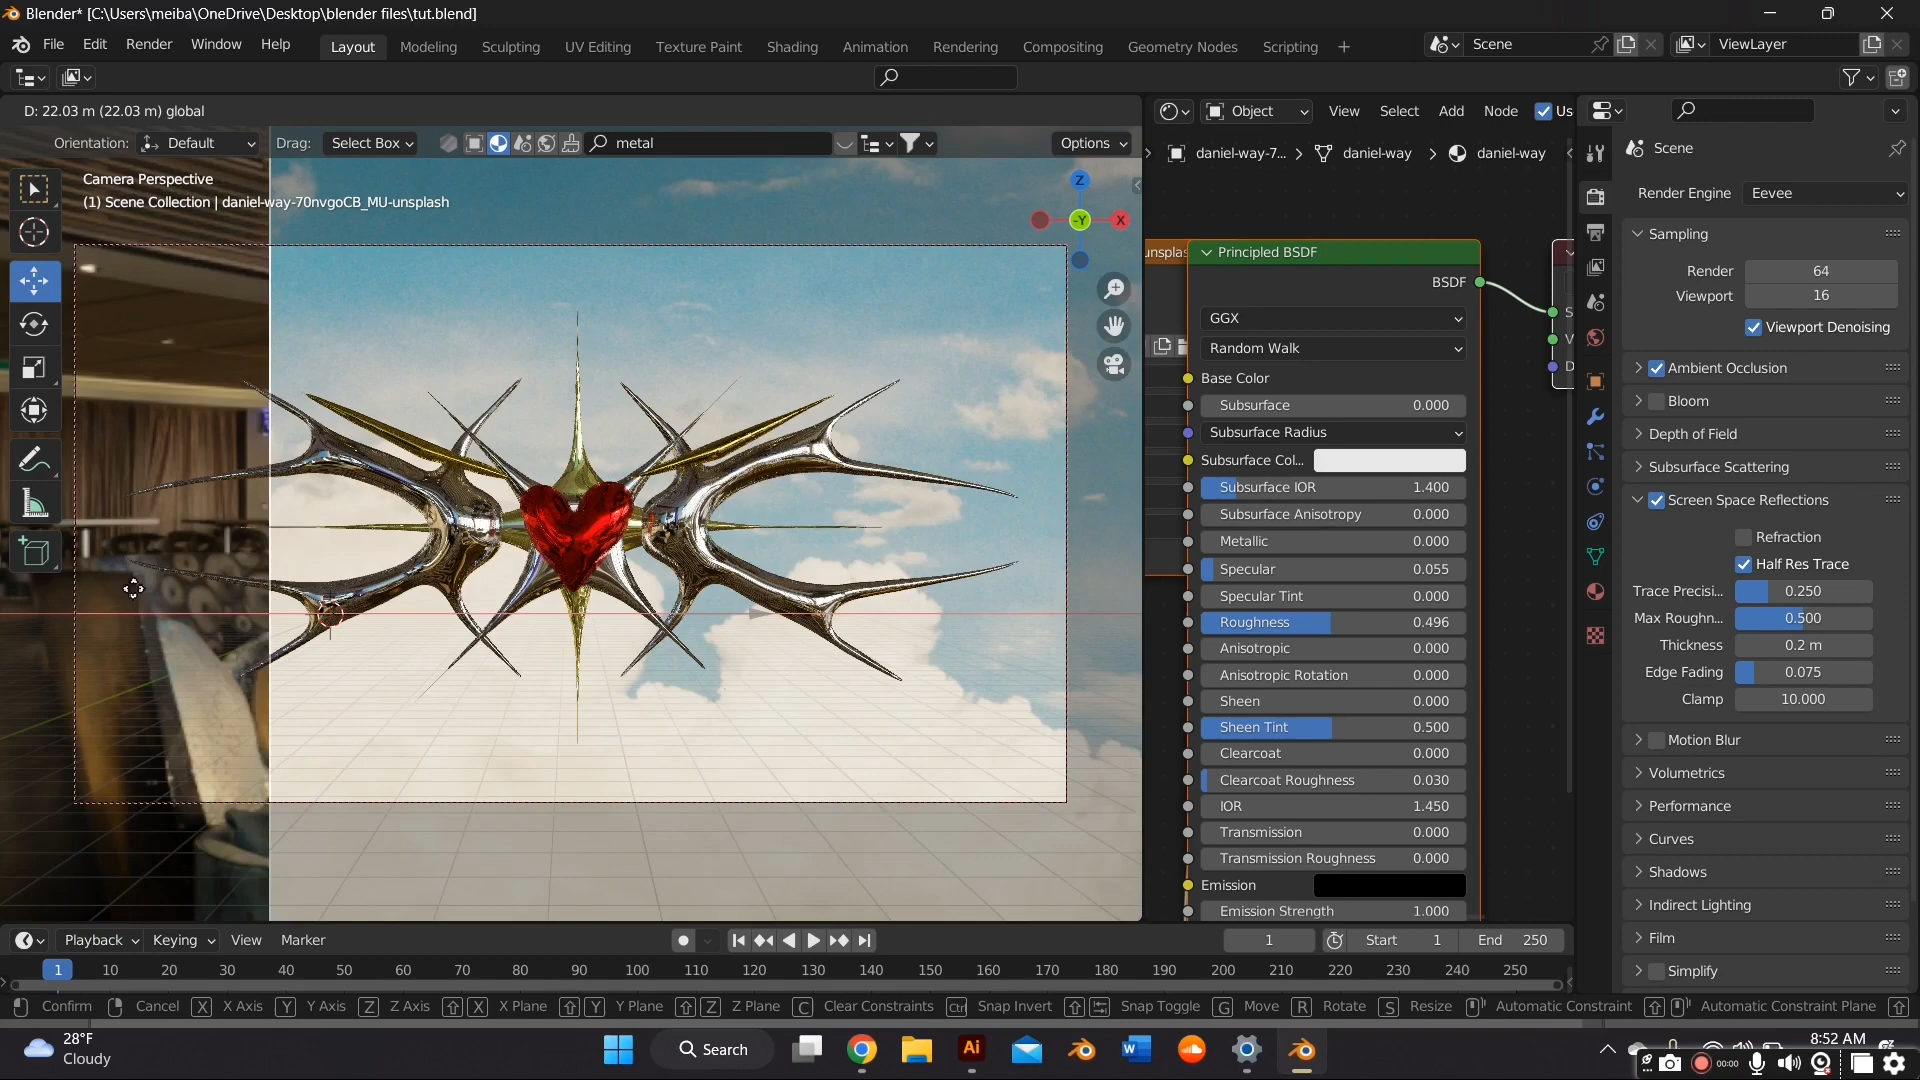 Blender* [C:\Users\meiba\OneDrive\Desktop\blender files\tut.blend]
File Edit Render Window Help Layout Modeling Sculpting UV Editing Texture Paint Shading Animation Rendering Compositing Geometry Nodes Scripting + Scene ViewLayer
D: 22.03 m (22.03 m) global
Object View Select Add Node Us
Orientation: Default Drag: Select Box metal Options
daniel-way-7... > daniel-way > daniel-way
Scene
Camera Perspective
(1) Scene Collection | daniel-way-70nvgoCB_MU-unsplash
Z
-Y
X
unsplas
Principled BSDF
BSDF
GGX
Random Walk
Base Color
Subsurface 0.000
Subsurface Radius
Subsurface Col...
Subsurface IOR 1.400
Subsurface Anisotropy 0.000
Metallic 0.000
Specular 0.055
Specular Tint 0.000
Roughness 0.496
Anisotropic 0.000
Anisotropic Rotation 0.000
Sheen 0.000
Sheen Tint 0.500
Clearcoat 0.000
Clearcoat Roughness 0.030
IOR 1.450
Transmission 0.000
Transmission Roughness 0.000
Emission
Emission Strength 1.000
S
V
D
Render Engine Eevee
Sampling
Render 64
Viewport 16
Viewport Denoising
Ambient Occlusion
Bloom
Depth of Field
Subsurface Scattering
Screen Space Reflections
Refraction
Half Res Trace
Trace Precisi... 0.250
Max Roughn... 0.500
Thickness 0.2 m
Edge Fading 0.075
Clamp 10.000
Motion Blur
Volumetrics
Performance
Curves
Shadows
Indirect Lighting
Film
Simplify
Playback Keying View Marker 1 Start 1 End 250
1 10 20 30 40 50 60 70 80 90 100 110 120 130 140 150 160 170 180 190 200 210 220 230 240 250
Confirm Cancel X X Axis Y Y Axis Z Z Axis X X Plane Y Y Plane Z Z Plane C Clear Constraints Ctrl Snap Invert Snap Toggle G Move R Rotate S Resize Automatic Constraint Automatic Constraint Plane
28°F
Cloudy
Search
Ai
W
8:52 AM
00:00